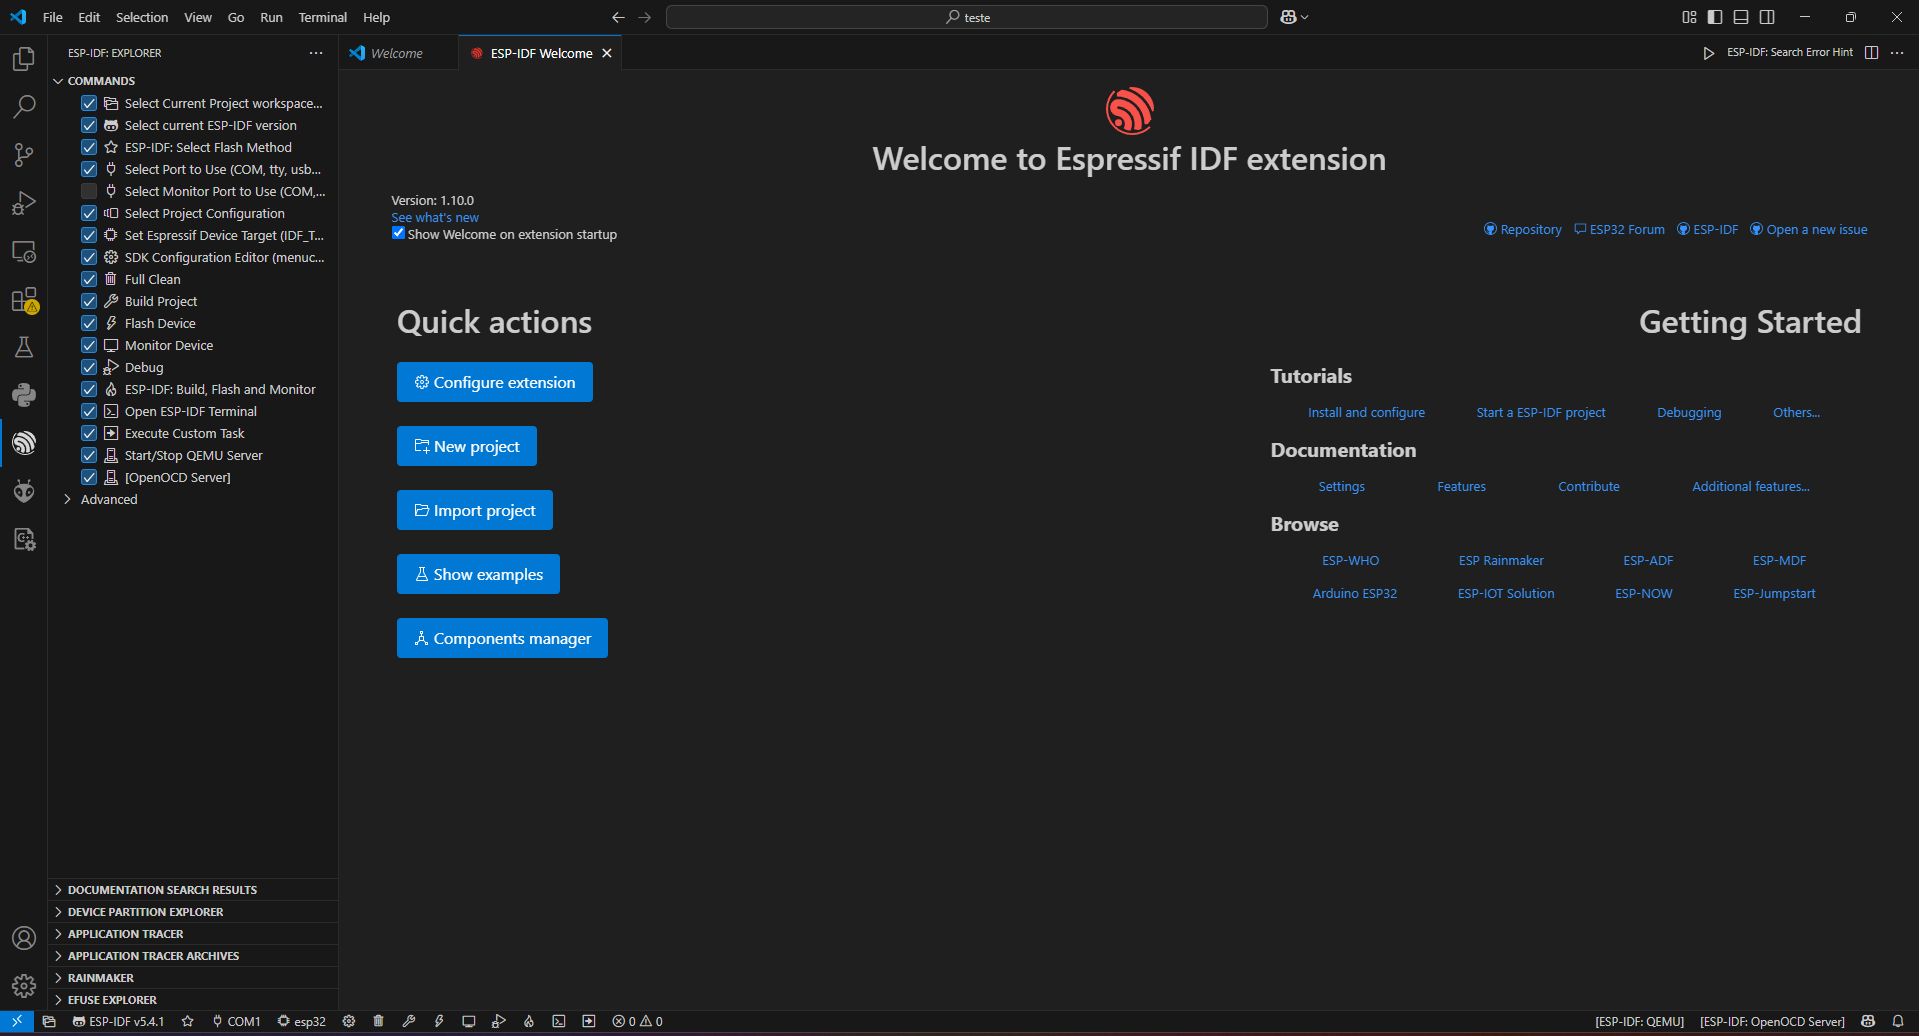 File Edit Selection View Go Run Terminal Help
teste
ESP-IDF: EXPLORER
Welcome
ESP-IDF Welcome
ESP-IDF: Search Error Hint
COMMANDS
Select Current Project workspace...
Select current ESP-IDF version
ESP-IDF: Select Flash Method
Select Port to Use (COM, tty, usb...
Select Monitor Port to Use (COM,...
Select Project Configuration
Set Espressif Device Target (IDF_T...
SDK Configuration Editor (menuc...
Full Clean
Build Project
Flash Device
Monitor Device
Debug
ESP-IDF: Build, Flash and Monitor
Open ESP-IDF Terminal
Execute Custom Task
Start/Stop QEMU Server
[OpenOCD Server]
Advanced
DOCUMENTATION SEARCH RESULTS
DEVICE PARTITION EXPLORER
APPLICATION TRACER
APPLICATION TRACER ARCHIVES
RAINMAKER
EFUSE EXPLORER
Welcome to Espressif IDF extension
Version: 1.10.0
See what's new
Show Welcome on extension startup
Repository ESP32 Forum ESP-IDF Open a new issue
Quick actions
Configure extension
New project
Import project
Show examples
Components manager
Getting Started
Tutorials
Install and configure Start a ESP-IDF project Debugging Others...
Documentation
Settings Features Contribute Additional features...
Browse
ESP-WHO ESP Rainmaker ESP-ADF ESP-MDF
Arduino ESP32 ESP-IOT Solution ESP-NOW ESP-Jumpstart
ESP-IDF v5.4.1 COM1 esp32 0 0 [ESP-IDF: QEMU] [ESP-IDF: OpenOCD Server]